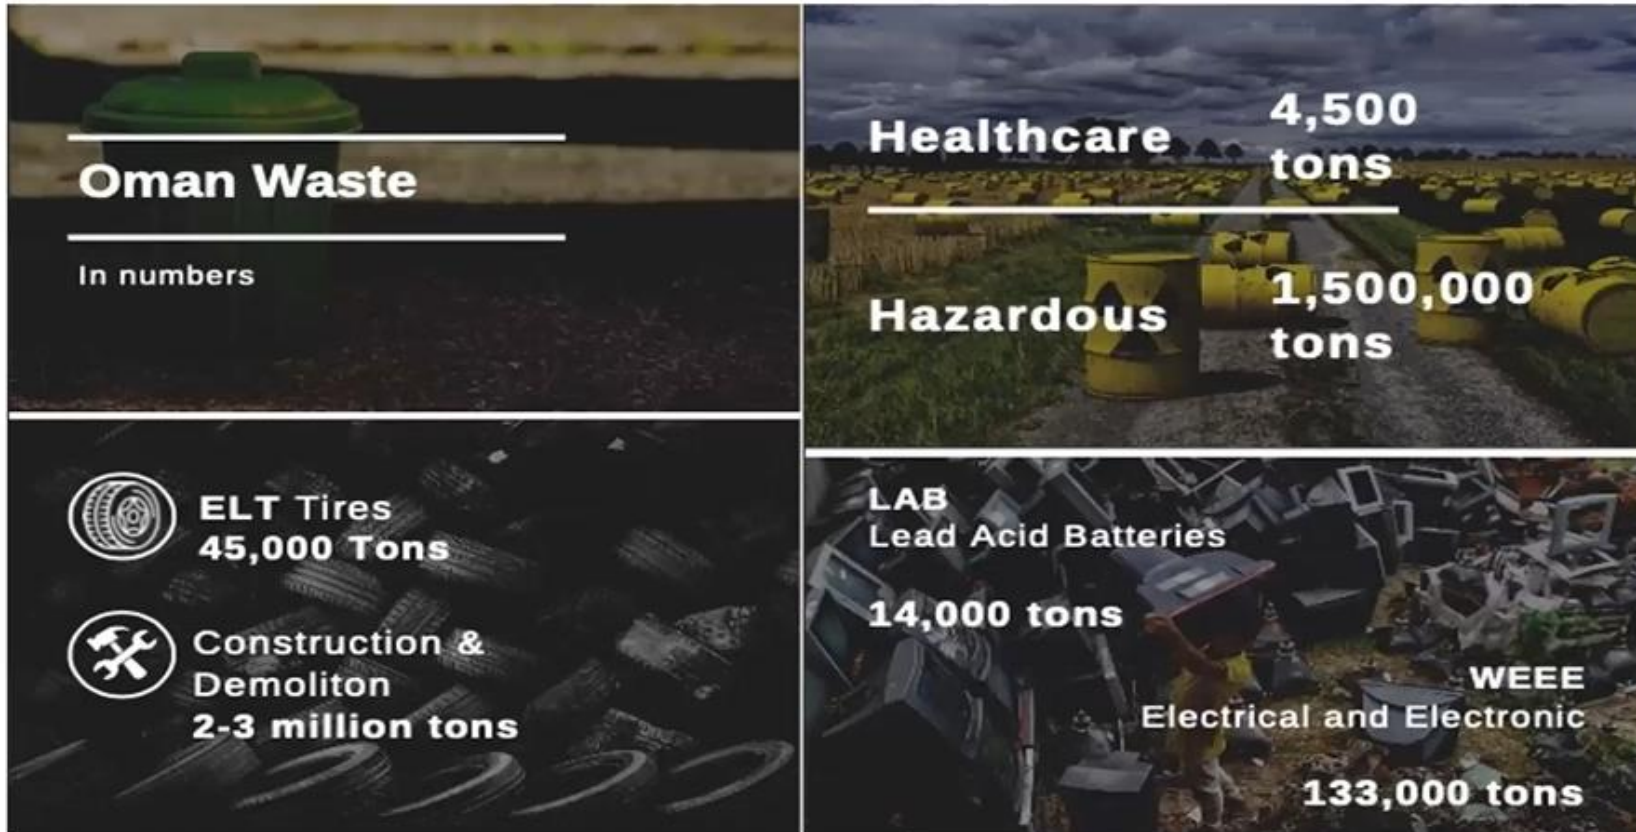 Oman Waste
In numbers
Healthcare
4,500
tons
Hazardous
1,500,000
tons
ELT Tires
45,000 Tons
Construction &
Demoliton
2-3 million tons
LAB
Lead Acid Batteries
14,000 tons
WEEE
Electrical and Electronic
133,000 tons